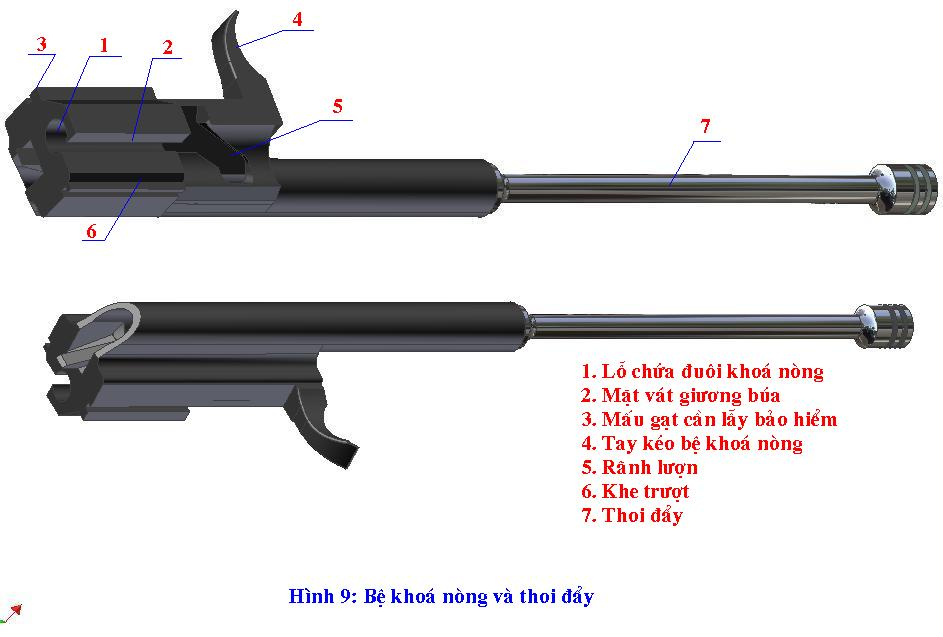 4
3 1 2
5
7
6
1. Lỗ chứa đuôi khoá nòng
2. Mặt vát giương búa
3. Mấu gạt cần lẫy bảo hiểm
4. Tay kéo bệ khoá nòng
5. Rãnh lượn
6. Khe trượt
7. Thoi đẩy
Hình 9: Bệ khoá nòng và thoi đẩy